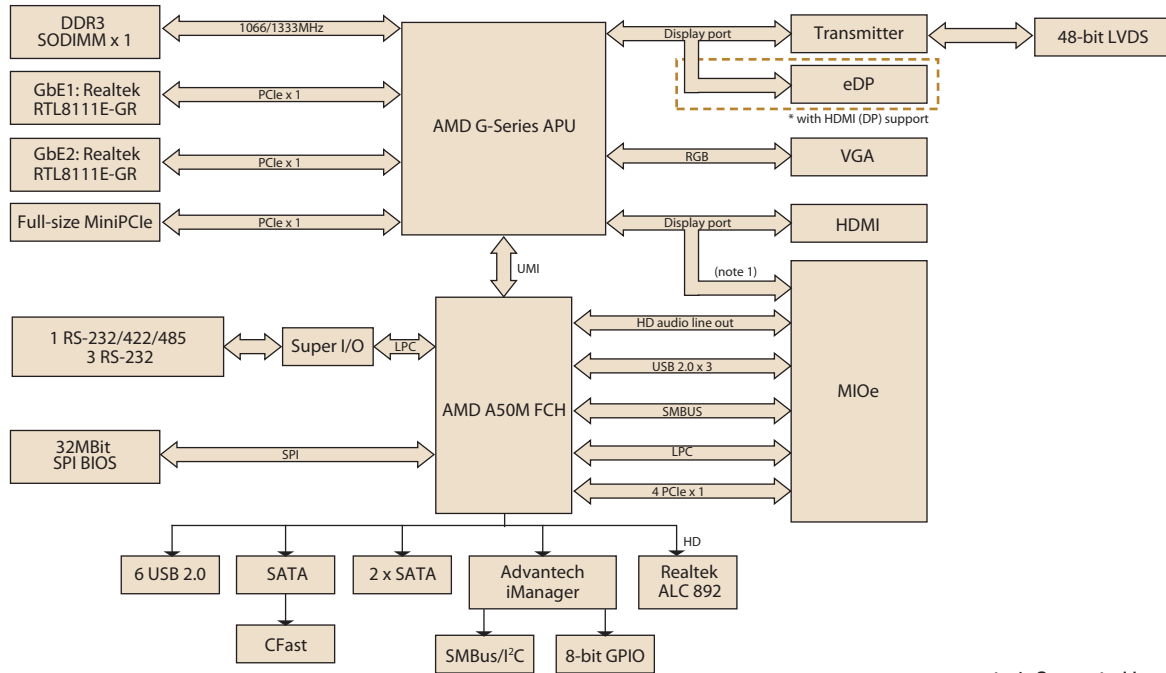 DDR3
SODIMM x 1
1066/1333MHz
GbE1: Realtek
RTL8111E-GR
PCIe x 1
GbE2: Realtek
RTL8111E-GR
PCIe x 1
Full-size MiniPCIe
PCIe x 1
AMD G-Series APU
Display port
Transmitter
48-bit LVDS
eDP
* with HDMI (DP) support
RGB
VGA
Display port
HDMI
(note 1)
UMI
1 RS-232/422/485
3 RS-232
Super I/O
LPC
AMD A50M FCH
HD audio line out
USB 2.0 x 3
SMBUS
LPC
4 PCIe x 1
MIOe
32MBit
SPI BIOS
SPI
HD
6 USB 2.0
SATA
2 x SATA
Advantech
iManager
Realtek
ALC 892
CFast
SMBus/I²C
8-bit GPIO